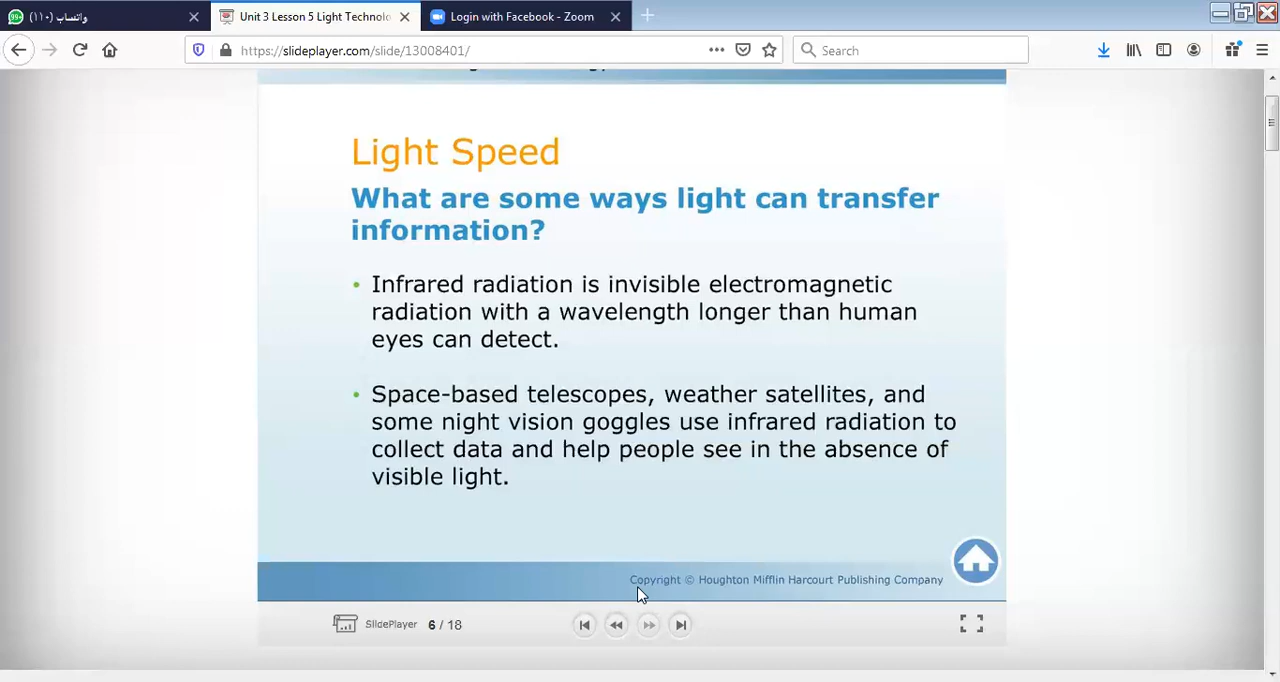 واتساب (١١٠)
Unit 3 Lesson 5 Light Technolo
Login with Facebook - Zoom
https://slideplayer.com/slide/13008401/
Search
Light Speed
What are some ways light can transfer
information?
• Infrared radiation is invisible electromagnetic
radiation with a wavelength longer than human
eyes can detect.
• Space-based telescopes, weather satellites, and
some night vision goggles use infrared radiation to
collect data and help people see in the absence of
visible light.
Copyright © Houghton Mifflin Harcourt Publishing Company
SlidePlayer 6 / 18